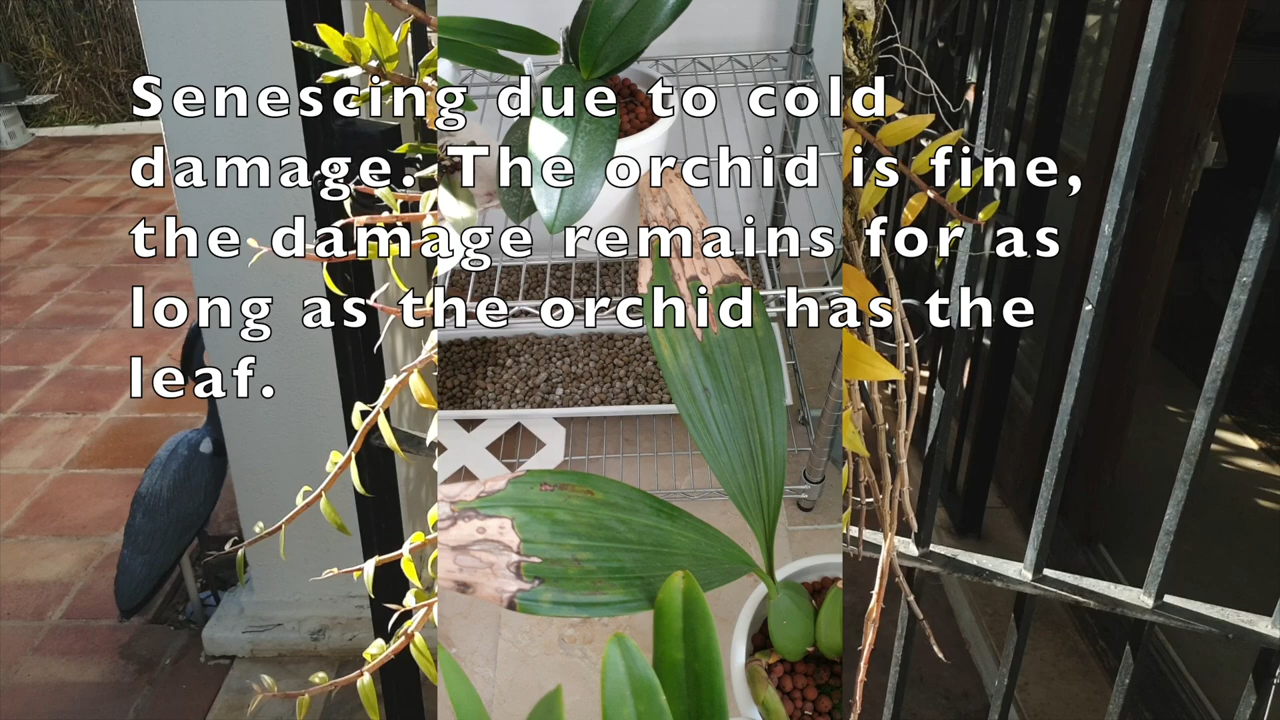 Senescing due to cold
damage. The orchid is fine,
the damage remains for as
long as the orchid has the
leaf.